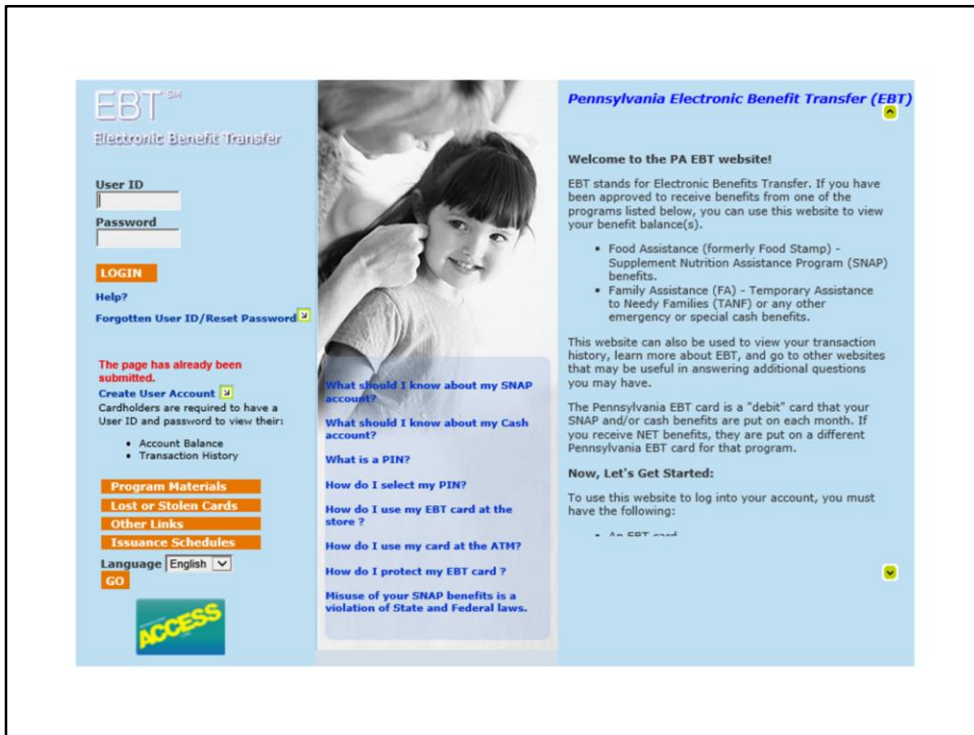 EBT SM
Electronic Benefit Transfer
User ID
Password
LOGIN
Help?
Forgotten User ID/Reset Password
The page has already been
submitted.
Create User Account
Cardholders are required to have a
User ID and password to view their:
• Account Balance
• Transaction History
Program Materials
Lost or Stolen Cards
Other Links
Issuance Schedules
Language English
GO
ACCESS
What should I know about my SNAP
account?
What should I know about my Cash
account?
What is a PIN?
How do I select my PIN?
How do I use my EBT card at the
store ?
How do I use my card at the ATM?
How do I protect my EBT card ?
Misuse of your SNAP benefits is a
violation of State and Federal laws.
Pennsylvania Electronic Benefit Transfer (EBT)
Welcome to the PA EBT website!
EBT stands for Electronic Benefits Transfer. If you have
been approved to receive benefits from one of the
programs listed below, you can use this website to view
your benefit balance(s).
• Food Assistance (formerly Food Stamp) -
Supplement Nutrition Assistance Program (SNAP)
benefits.
• Family Assistance (FA) - Temporary Assistance
to Needy Families (TANF) or any other
emergency or special cash benefits.
This website can also be used to view your transaction
history, learn more about EBT, and go to other websites
that may be useful in answering additional questions
you may have.
The Pennsylvania EBT card is a "debit" card that your
SNAP and/or cash benefits are put on each month. If
you receive NET benefits, they are put on a different
Pennsylvania EBT card for that program.
Now, Let's Get Started:
To use this website to log into your account, you must
have the following:
• An EBT card